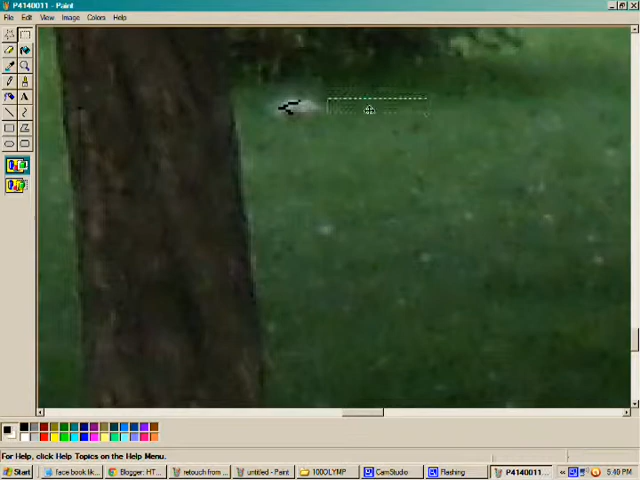 P4140011 - Paint
File Edit View Image Colors Help
A
For Help, click Help Topics on the Help Menu.
Start face book lik... Blogger: HT... retouch from ... untitled - Paint 100OLYMP CamStudio Flashing P4140011... « 5:40 PM